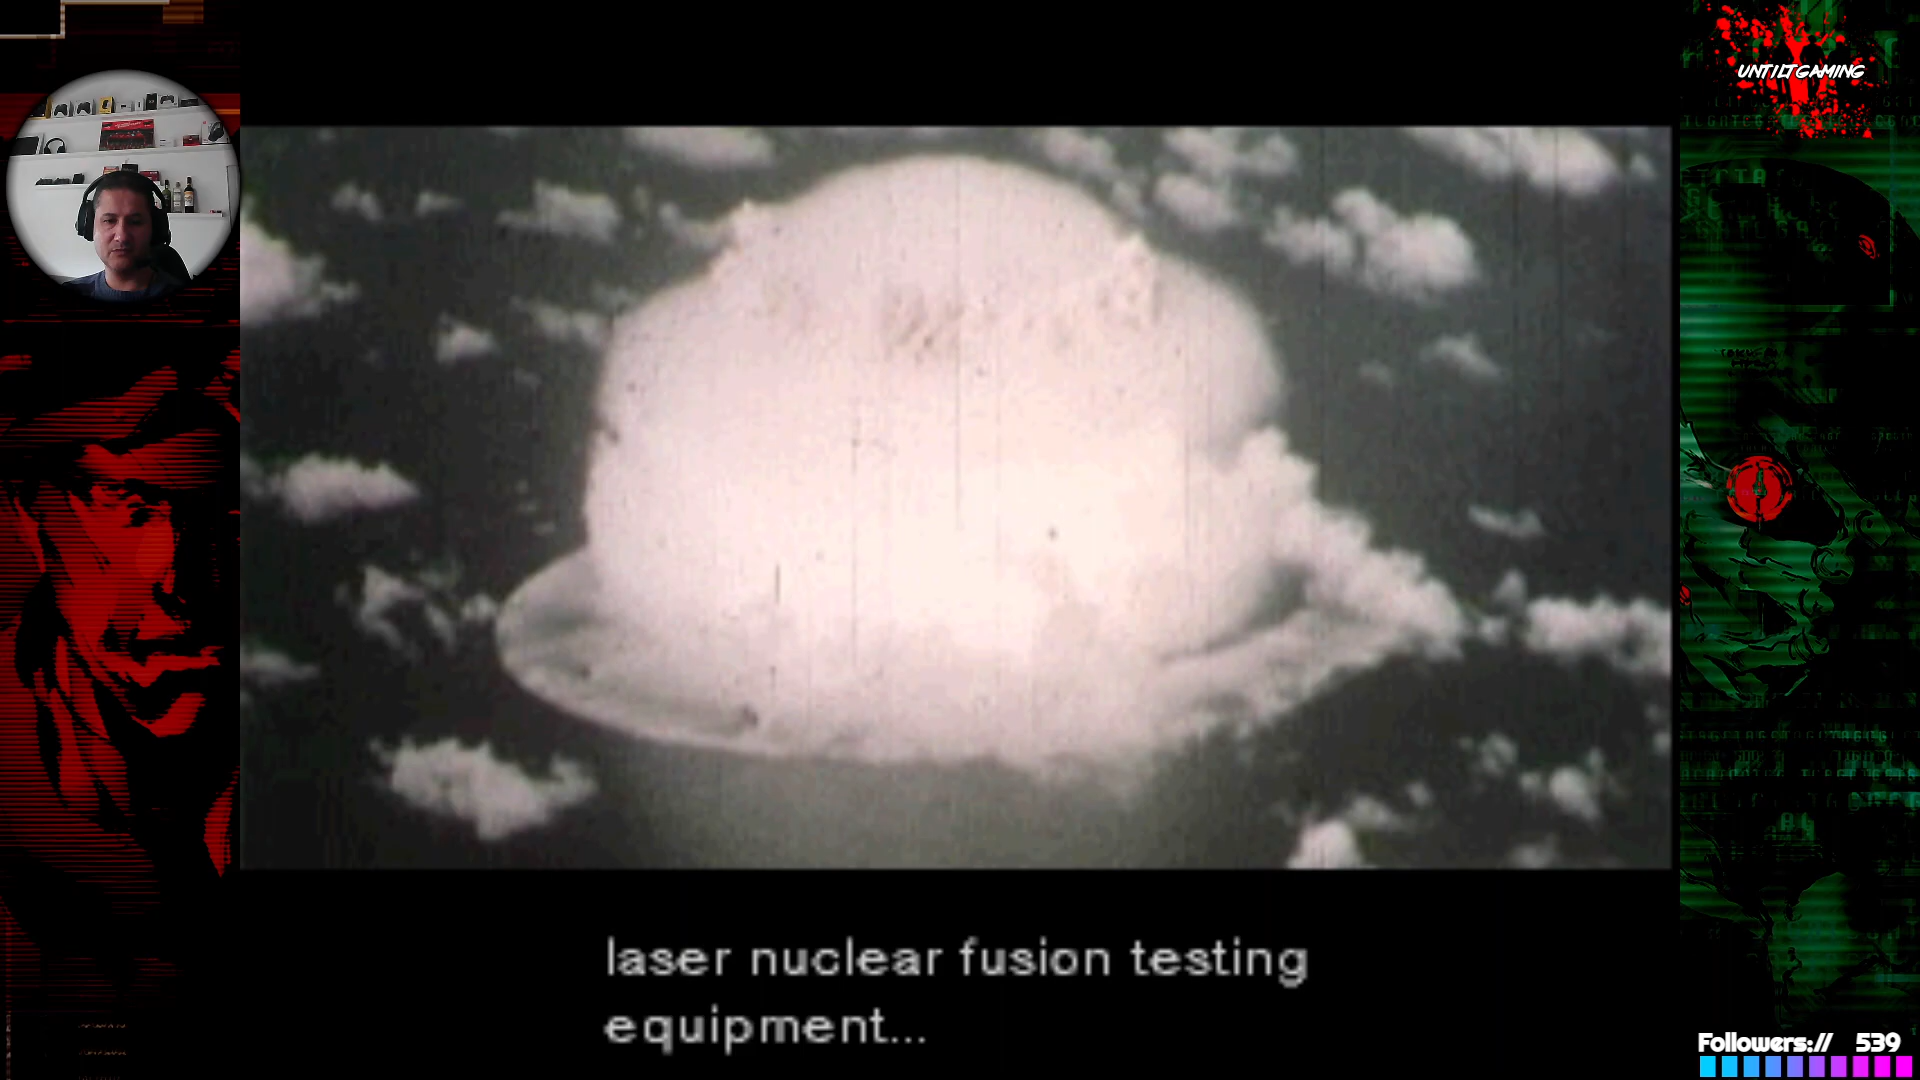 UNTILTGAMING
laser nuclear fusion testing
equipment...
Followers:// 539